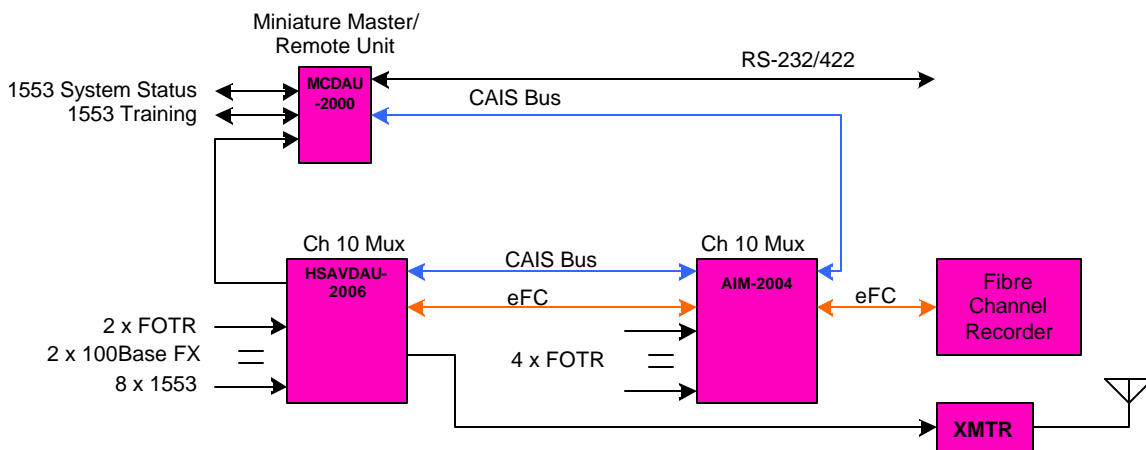 Miniature Master/
Remote Unit
MCDAU
-2000
RS-232/422
1553 System Status
1553 Training
CAIS Bus
Ch 10 Mux
HSAVDAU-
2006
CAIS Bus
eFC
Ch 10 Mux
AIM-2004
eFC
Fibre
Channel
Recorder
2 x FOTR
2 x 100Base FX
8 x 1553
4 x FOTR
XMTR